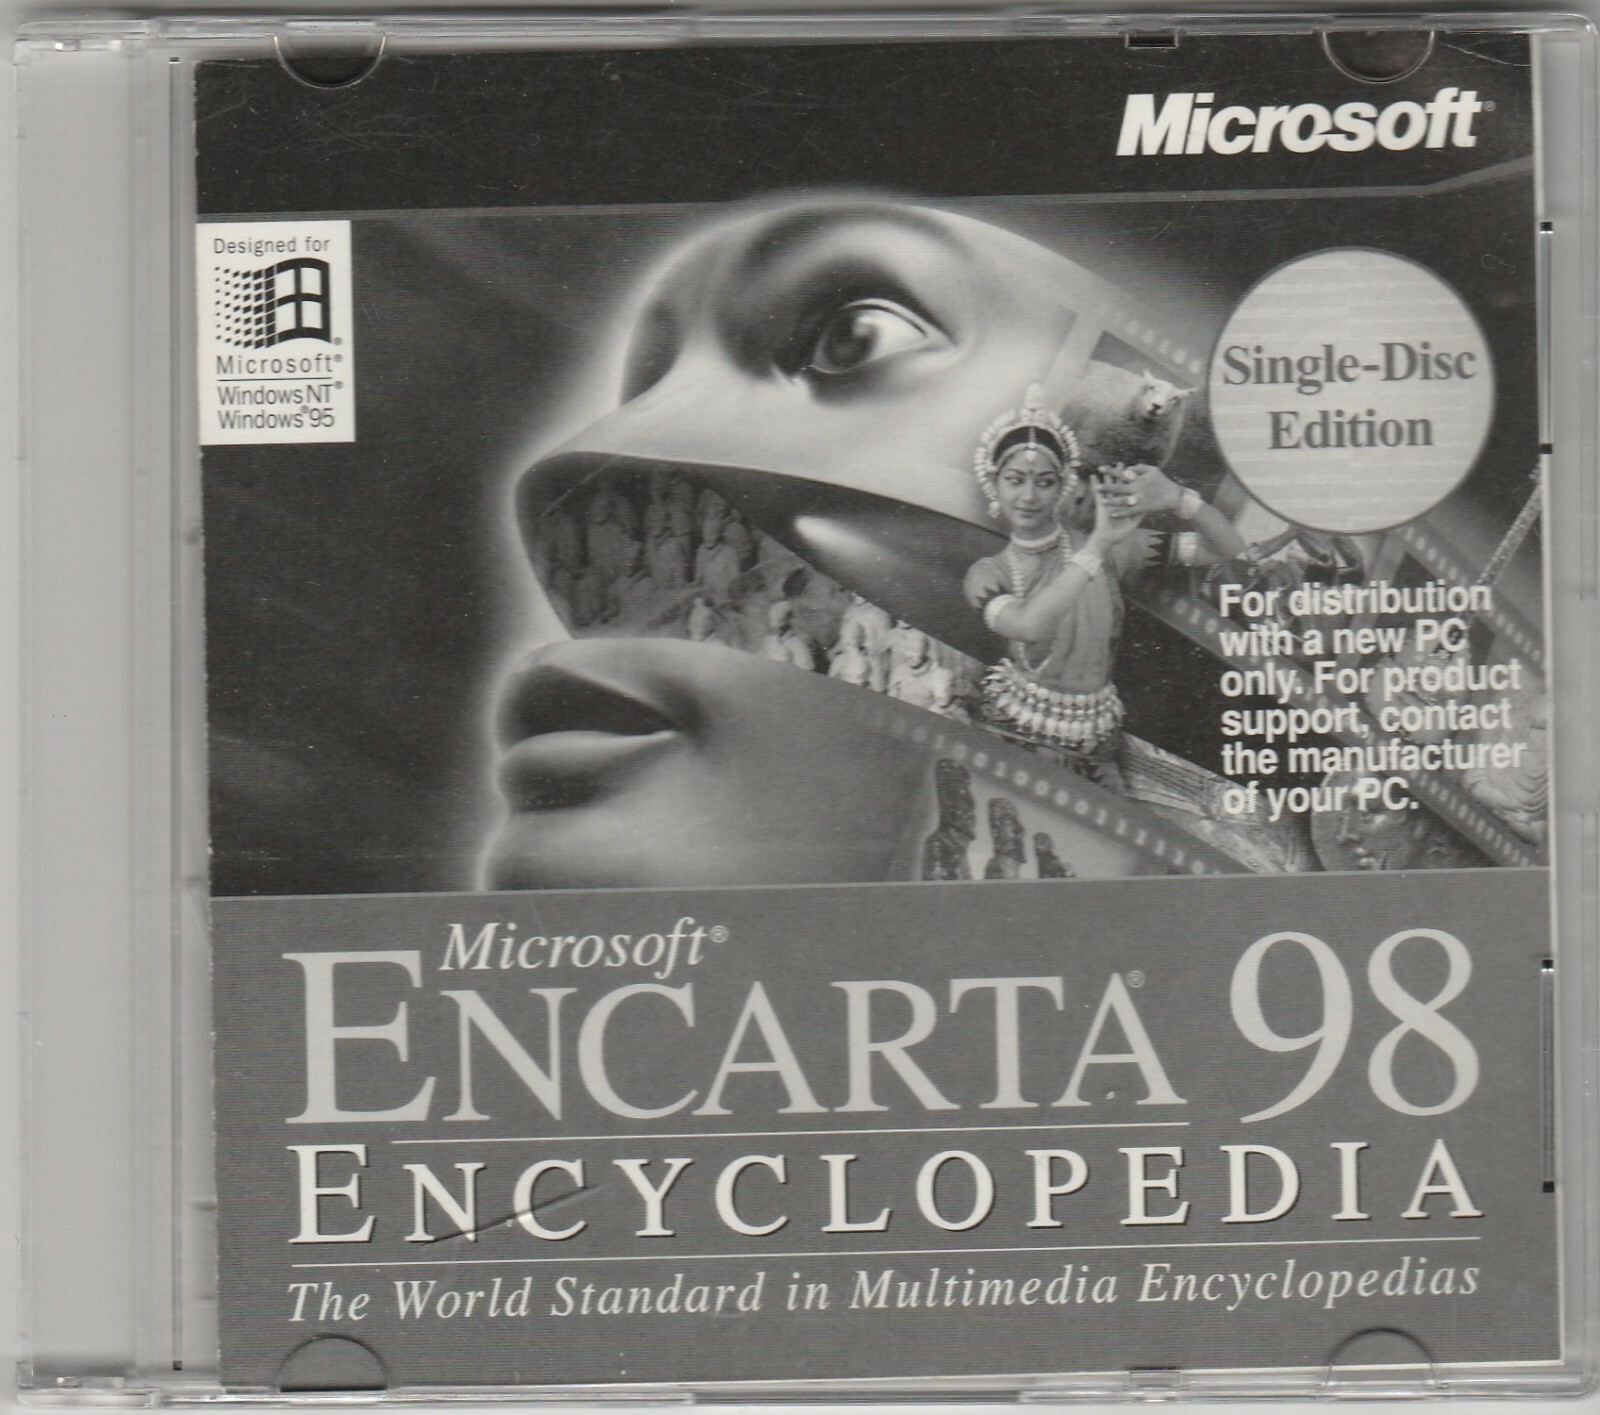 Microsoft®
Designed for
Microsoft®
Windows NT®
Windows®95
Single-Disc
Edition
For distribution
with a new PC
only. For product
support, contact
the manufacturer
of your PC.
Microsoft®
ENCARTA® 98
ENCYCLOPEDIA
The World Standard in Multimedia Encyclopedias